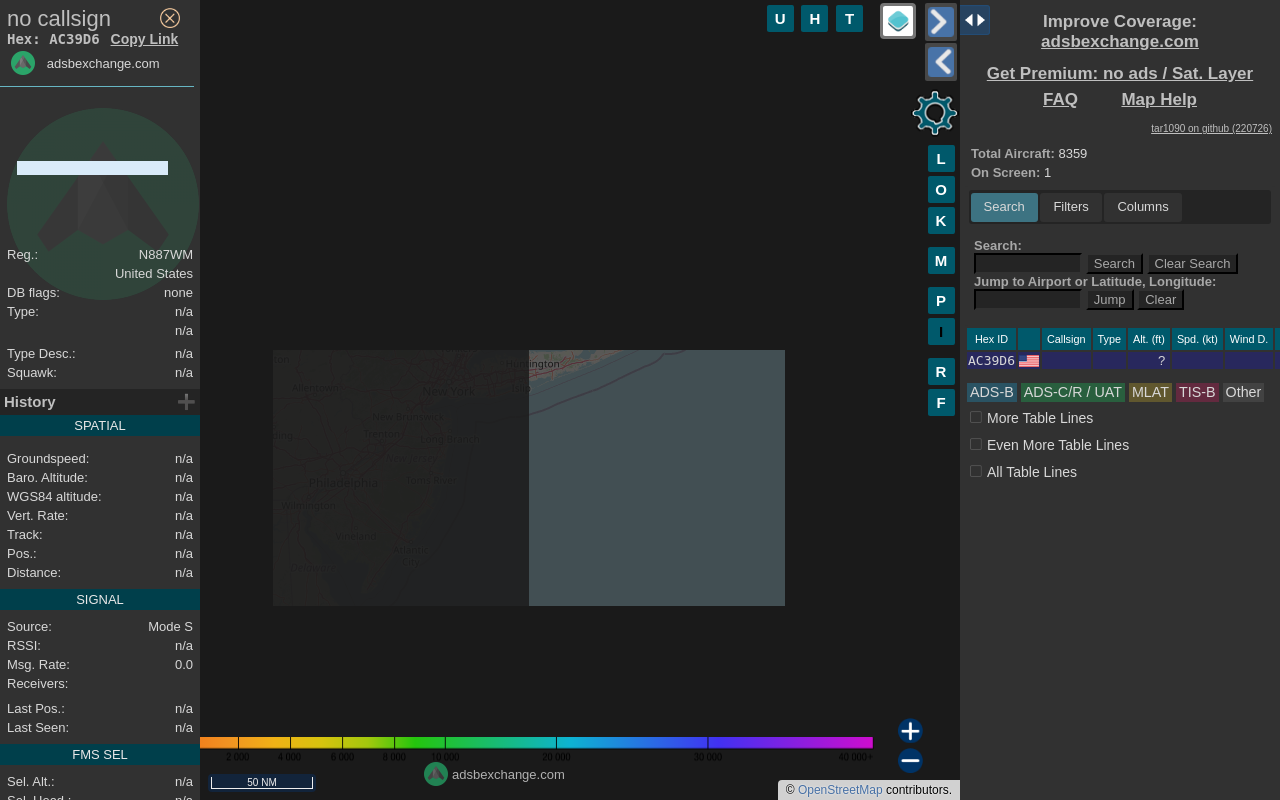 no callsign
Hex: AC39D6 Copy Link
adsbexchange.com
Reg.: N887WM
United States
DB flags: none
Type: n/a
n/a
Type Desc.: n/a
Squawk: n/a
History
SPATIAL
Groundspeed: n/a
Baro. Altitude: n/a
WGS84 altitude: n/a
Vert. Rate: n/a
Track: n/a
Pos.: n/a
Distance: n/a
SIGNAL
Source: Mode S
RSSI: n/a
Msg. Rate: 0.0
Receivers:
Last Pos.: n/a
Last Seen: n/a
FMS SEL
Sel. Alt.: n/a
Sel. Head.: n/a
U H T
L
O
K
M
P
I
R
F
Huntington
Allentown
New York
New Brunswick
Trenton
New Jersey
Philadelphia
Toms River
Wilmington
Vineland
Atlantic
City
2 000 4 000 6 000 8 000 10 000 20 000 30 000 40 000+
adsbexchange.com
50 NM
© OpenStreetMap contributors.
Improve Coverage:
adsbexchange.com
Get Premium: no ads / Sat. Layer
FAQ Map Help
tar1090 on github (220726)
Total Aircraft: 8359
On Screen: 1
Search Filters Columns
Search:
Search Clear Search
Jump to Airport or Latitude, Longitude:
Jump Clear
Hex ID Callsign Type Alt. (ft) Spd. (kt) Wind D.
AC39D6 ?
ADS-B ADS-C/R / UAT MLAT TIS-B Other
More Table Lines
Even More Table Lines
All Table Lines